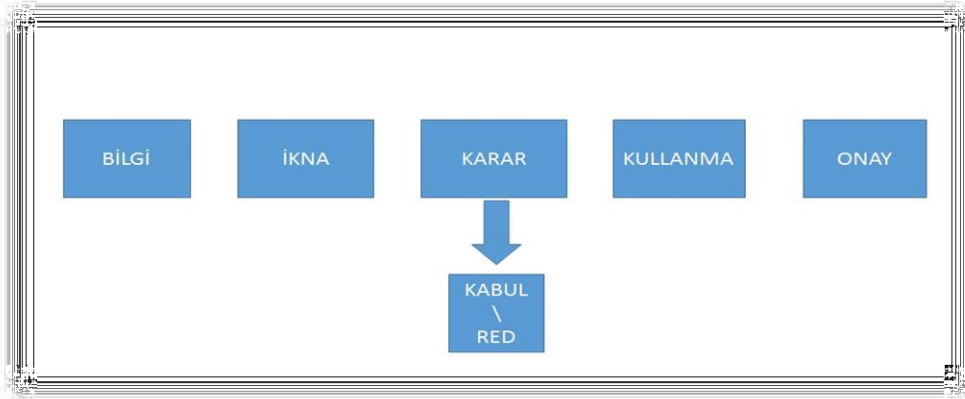 BİLGİ
İKNA
KARAR
KULLANMA
ONAY
KABUL
\
RED